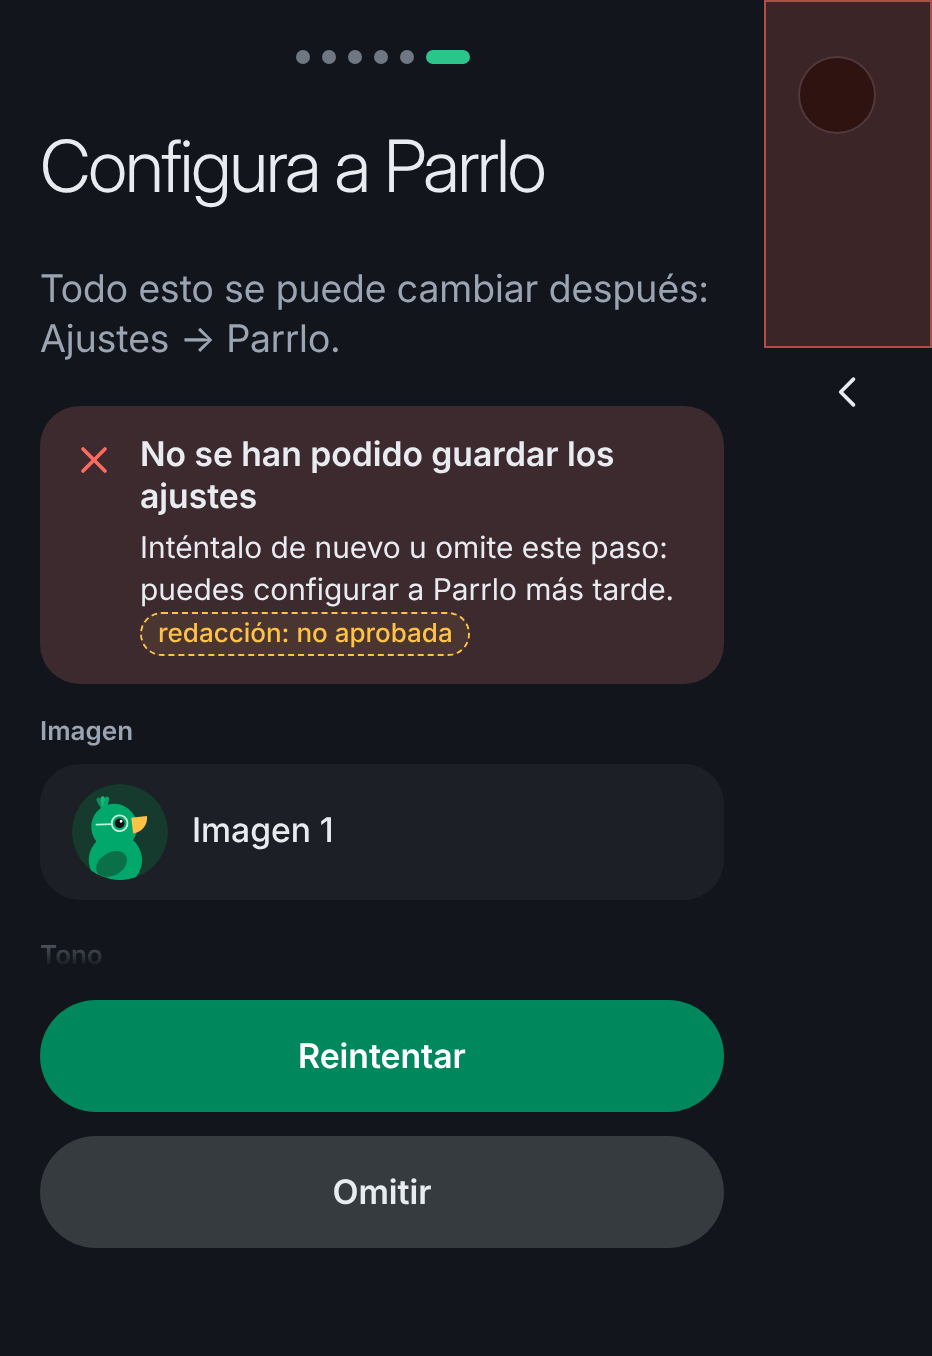 Configura a Parrlo
Todo esto se puede cambiar después:
Ajustes → Parrlo.
No se han podido guardar los
ajustes
Inténtalo de nuevo u omite este paso:
puedes configurar a Parrlo más tarde.
redacción: no aprobada
Imagen
Imagen 1
Tono
Reintentar
Omitir